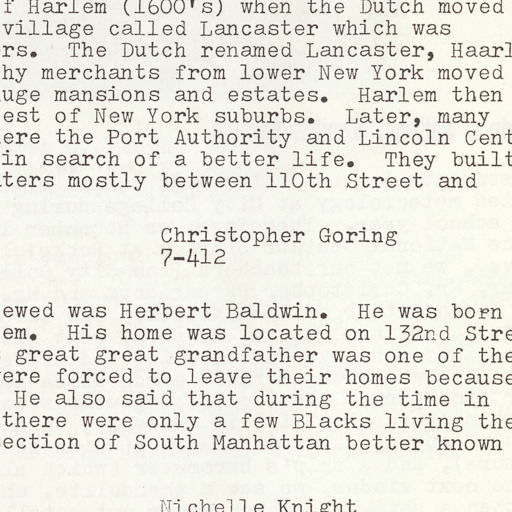 f Harlem (1600's) when the Dutch moved
village called Lancaster which was
rs. The Dutch renamed Lancaster, Haarl
hy merchants from lower New York moved
uge mansions and estates. Harlem then
est of New York suburbs. Later, many
ere the Port Authority and Lincoln Cent
in search of a better life. They built
ters mostly between 110th Street and
Christopher Goring
7-412
ewed was Herbert Baldwin. He was born
em. His home was located on 132nd Stre
s great great grandfather was one of the
ere forced to leave their homes because
He also said that during the time in
there were only a few Blacks living the
ection of South Manhattan better known
Nichelle Knight